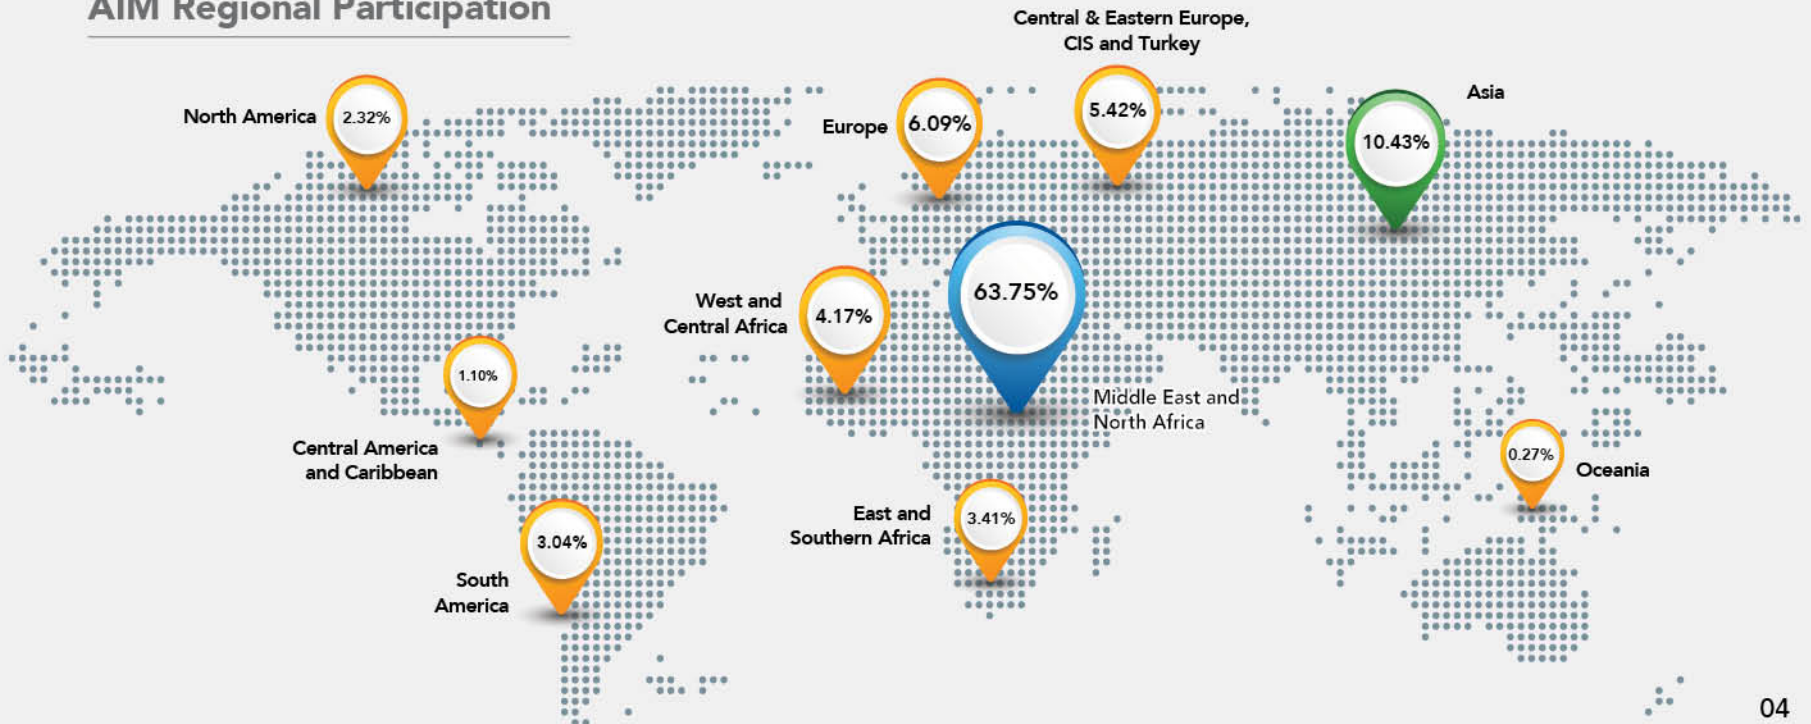 AIM Regional Participation
Central & Eastern Europe,
CIS and Turkey
North America
2.32%
Europe
6.09%
5.42%
Asia
10.43%
West and
Central Africa
4.17%
63.75%
Middle East and
North Africa
1.10%
Central America
and Caribbean
0.27%
Oceania
East and
Southern Africa
3.41%
3.04%
South
America
04